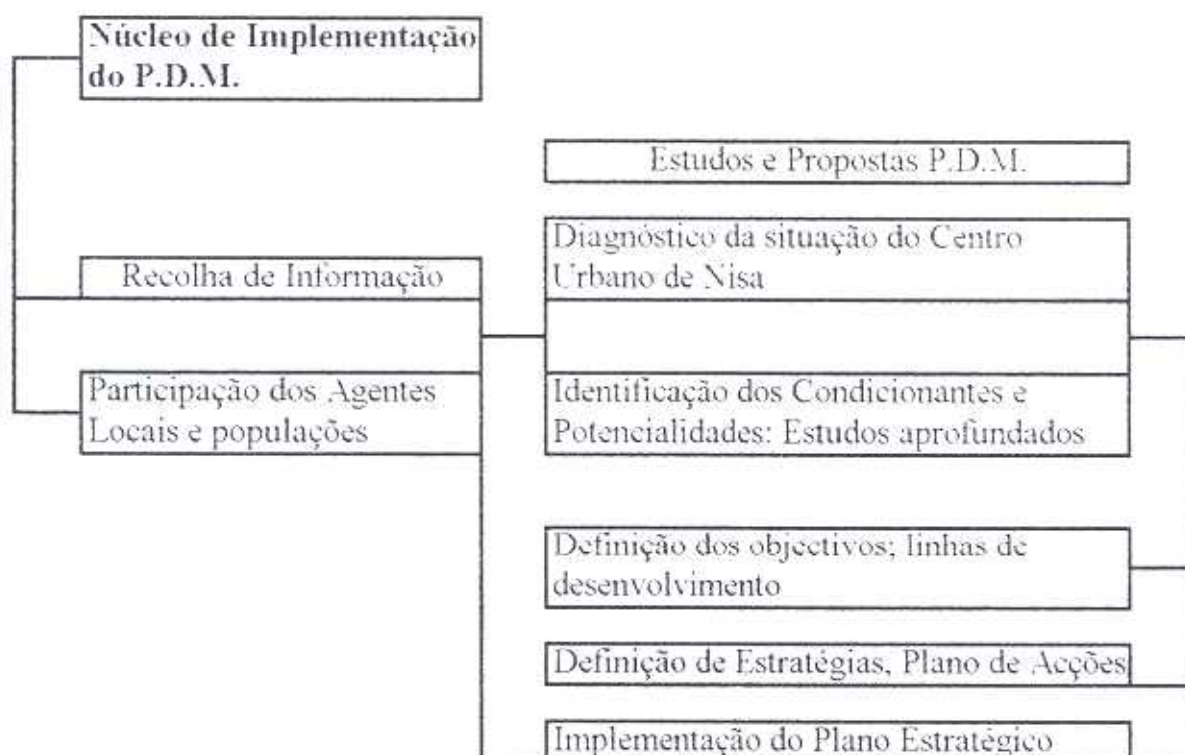 Núcleo de Implementação
do P.D.M.
Estudos e Propostas P.D.M.
Diagnóstico da situação do Centro
Urbano de Nisa
Recolha de Informação
Participação dos Agentes
Locais e populações
Identificação dos Condicionantes e
Potencialidades: Estudos aprofundados
Definição dos objectivos; linhas de
desenvolvimento
Definição de Estratégias, Plano de Acções
Implementação do Plano Estratégico